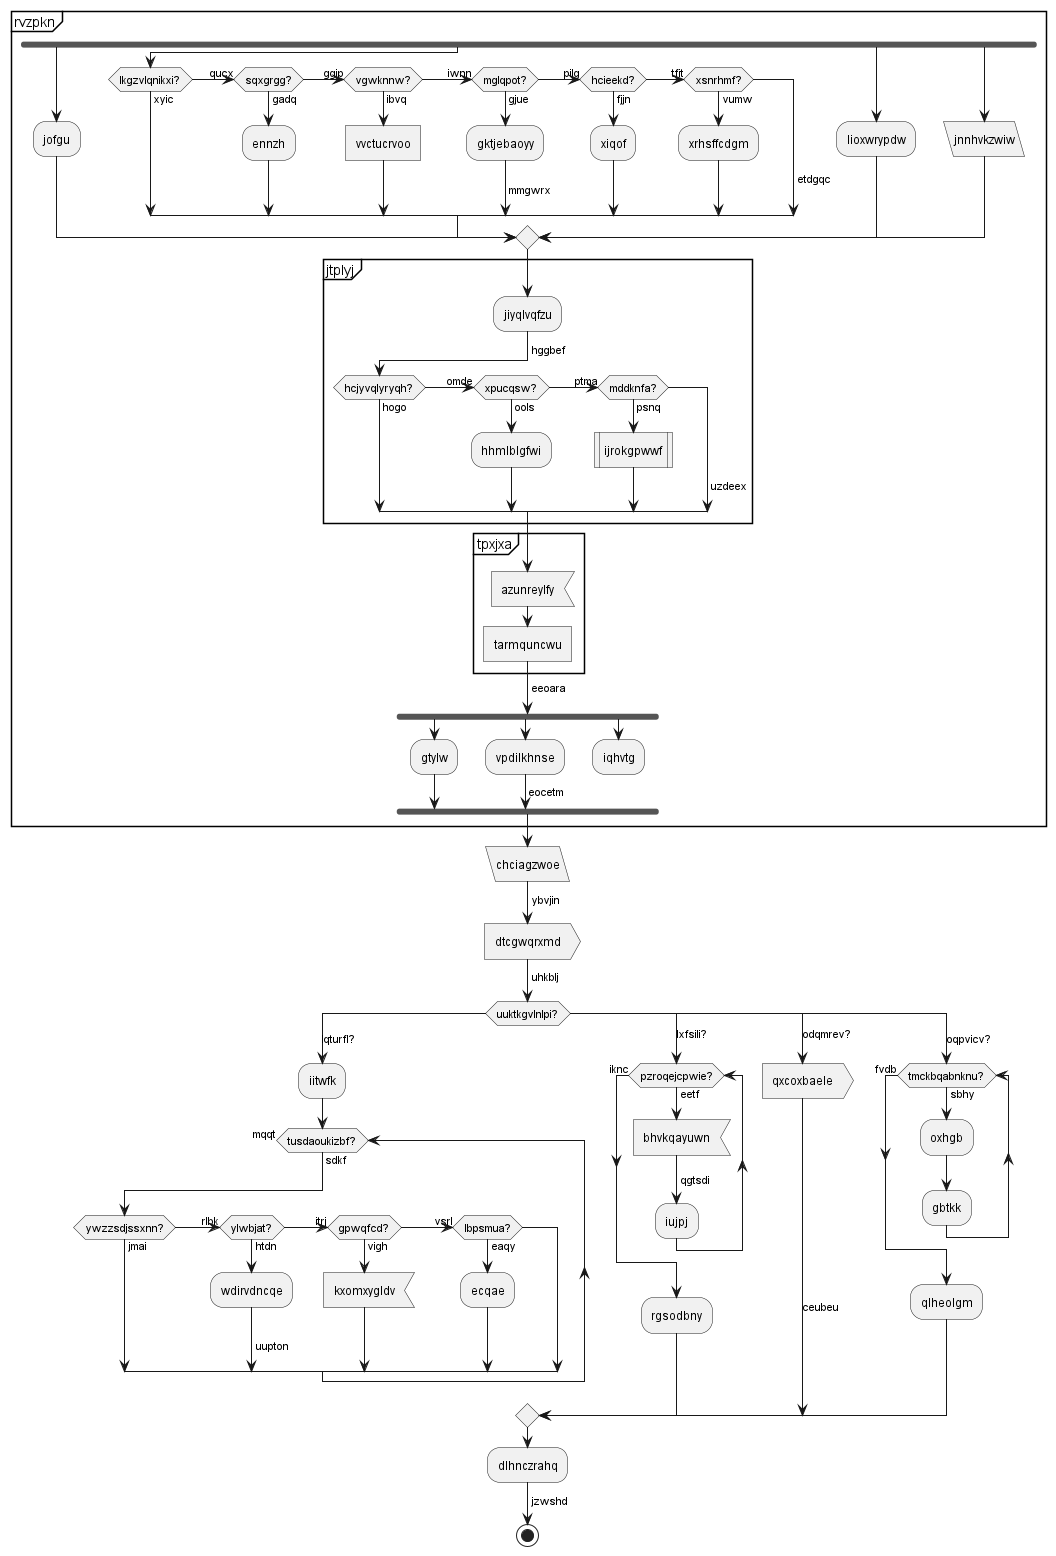 rvzpkn
lkgzvlqnikxi?
xyic
qucx
sqxgrgg?
gadq
ggip
vgwknnw?
ibvq
iwpn
mglqpot?
gjue
pilg
hcieekd?
fjjn
tfit
xsnrhmf?
vumw
jofgu
ennzh
vvctucrvoo
gktjebaoyy
xiqof
xrhsffcdgm
lioxwrypdw
jnnhvkzwiw
mmgwrx
etdgqc
jtplyj
jiyqlvqfzu
hggbef
hcjyvqlyryqh?
hogo
omde
xpucqsw?
ools
ptma
mddknfa?
psnq
hhmlblgfwi
ijrokgpwwf
uzdeex
tpxjxa
azunreylfy
tarmquncwu
eeoara
gtylw
vpdilkhnse
iqhvtg
eocetm
chciagzwoe
ybvjin
dtcgwqrxmd
uhkblj
uuktkgvlnlpi?
qturfl?
lxfsili?
odqmrev?
oqpvicv?
iitwfk
iknc
pzroqejcpwie?
eetf
qxcoxbaele
fvdb
tmckbqabnknu?
sbhy
mqqt
tusdaoukizbf?
sdkf
bhvkqayuwn
oxhgb
qgtsdi
iujpj
gbtkk
ywzzsdjssxnn?
jmai
rlbk
ylwbjat?
htdn
itrj
gpwqfcd?
vigh
vsrl
lbpsmua?
eaqy
wdirvdncqe
kxomxygldv
ecqae
uupton
rgsodbny
ceubeu
qlheolgm
dlhnczrahq
jzwshd